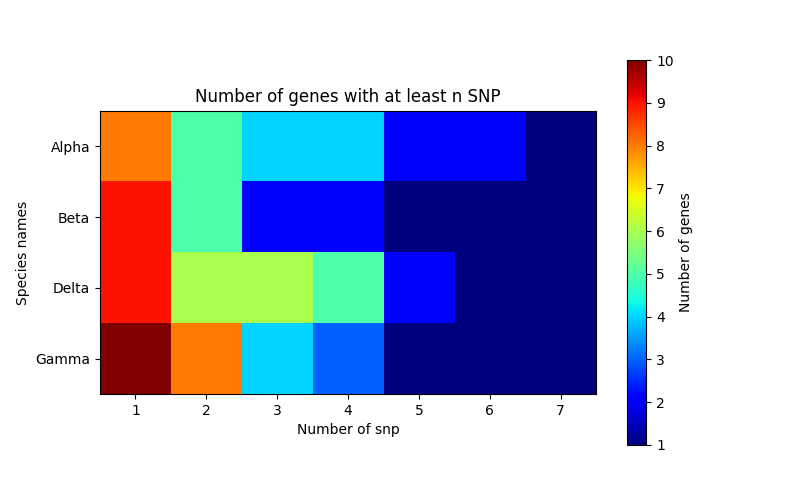 Number of genes with at least n SNP
Species names
Alpha
Beta
Delta
Gamma
1 2 3 4 5 6 7
Number of snp
10
9
8
7
6
5
4
3
2
1
Number of genes